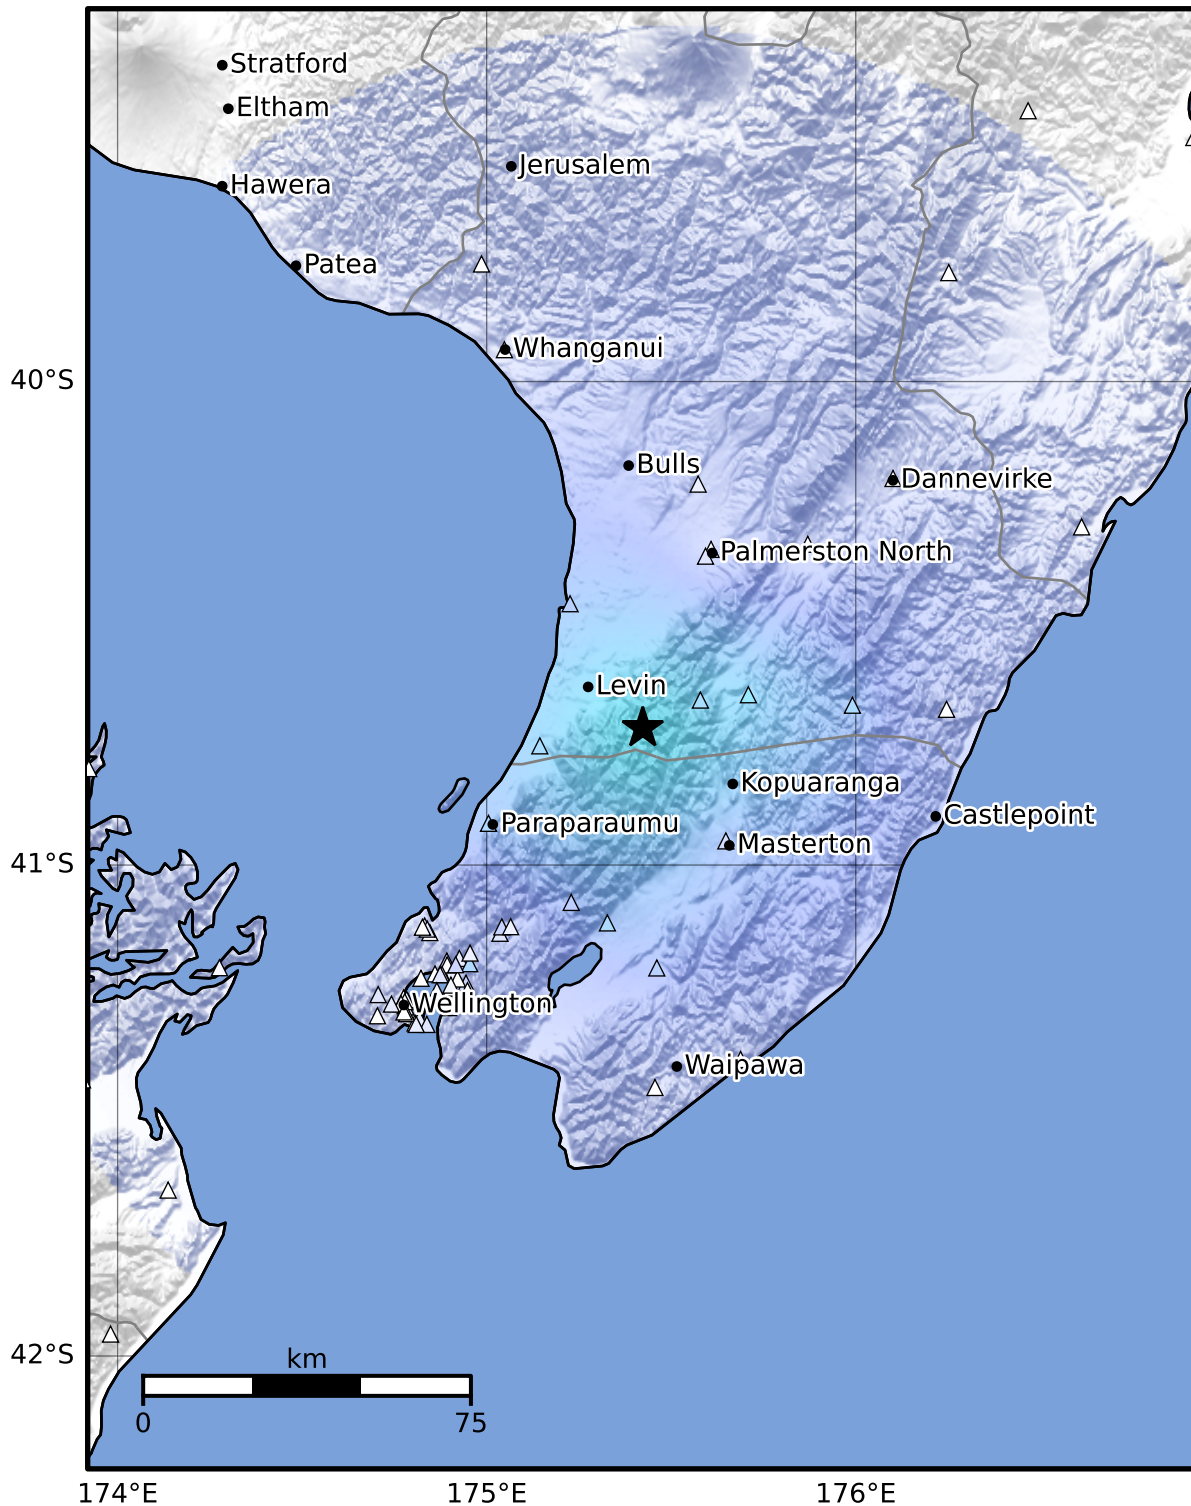 Stratford
Eltham
Jerusalem
Hawera
Patea
Whanganui
40°S
Bulls
Dannevirke
Palmerston North
Levin
Kopuaranga
Castlepoint
Paraparaumu
Masterton
41°S
Wellington
Waipawa
42°S
km
0 75
174°E 175°E 176°E